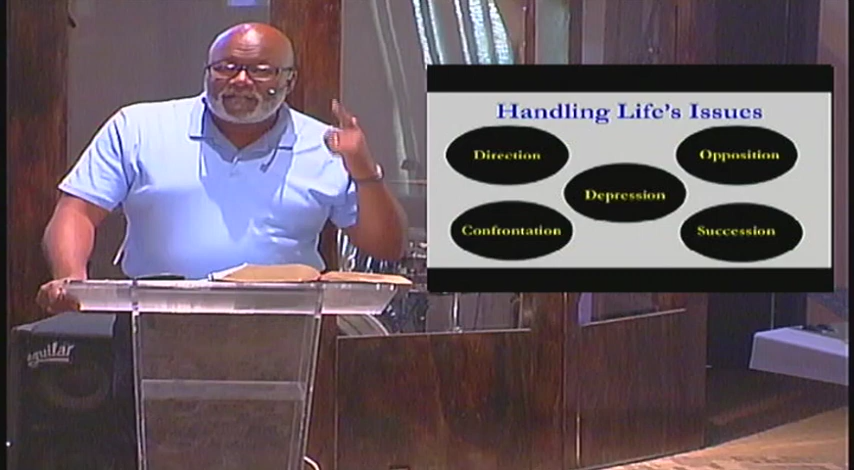 Handling Life's Issues
Direction
Opposition
Depression
Confrontation
Succession
aguilar